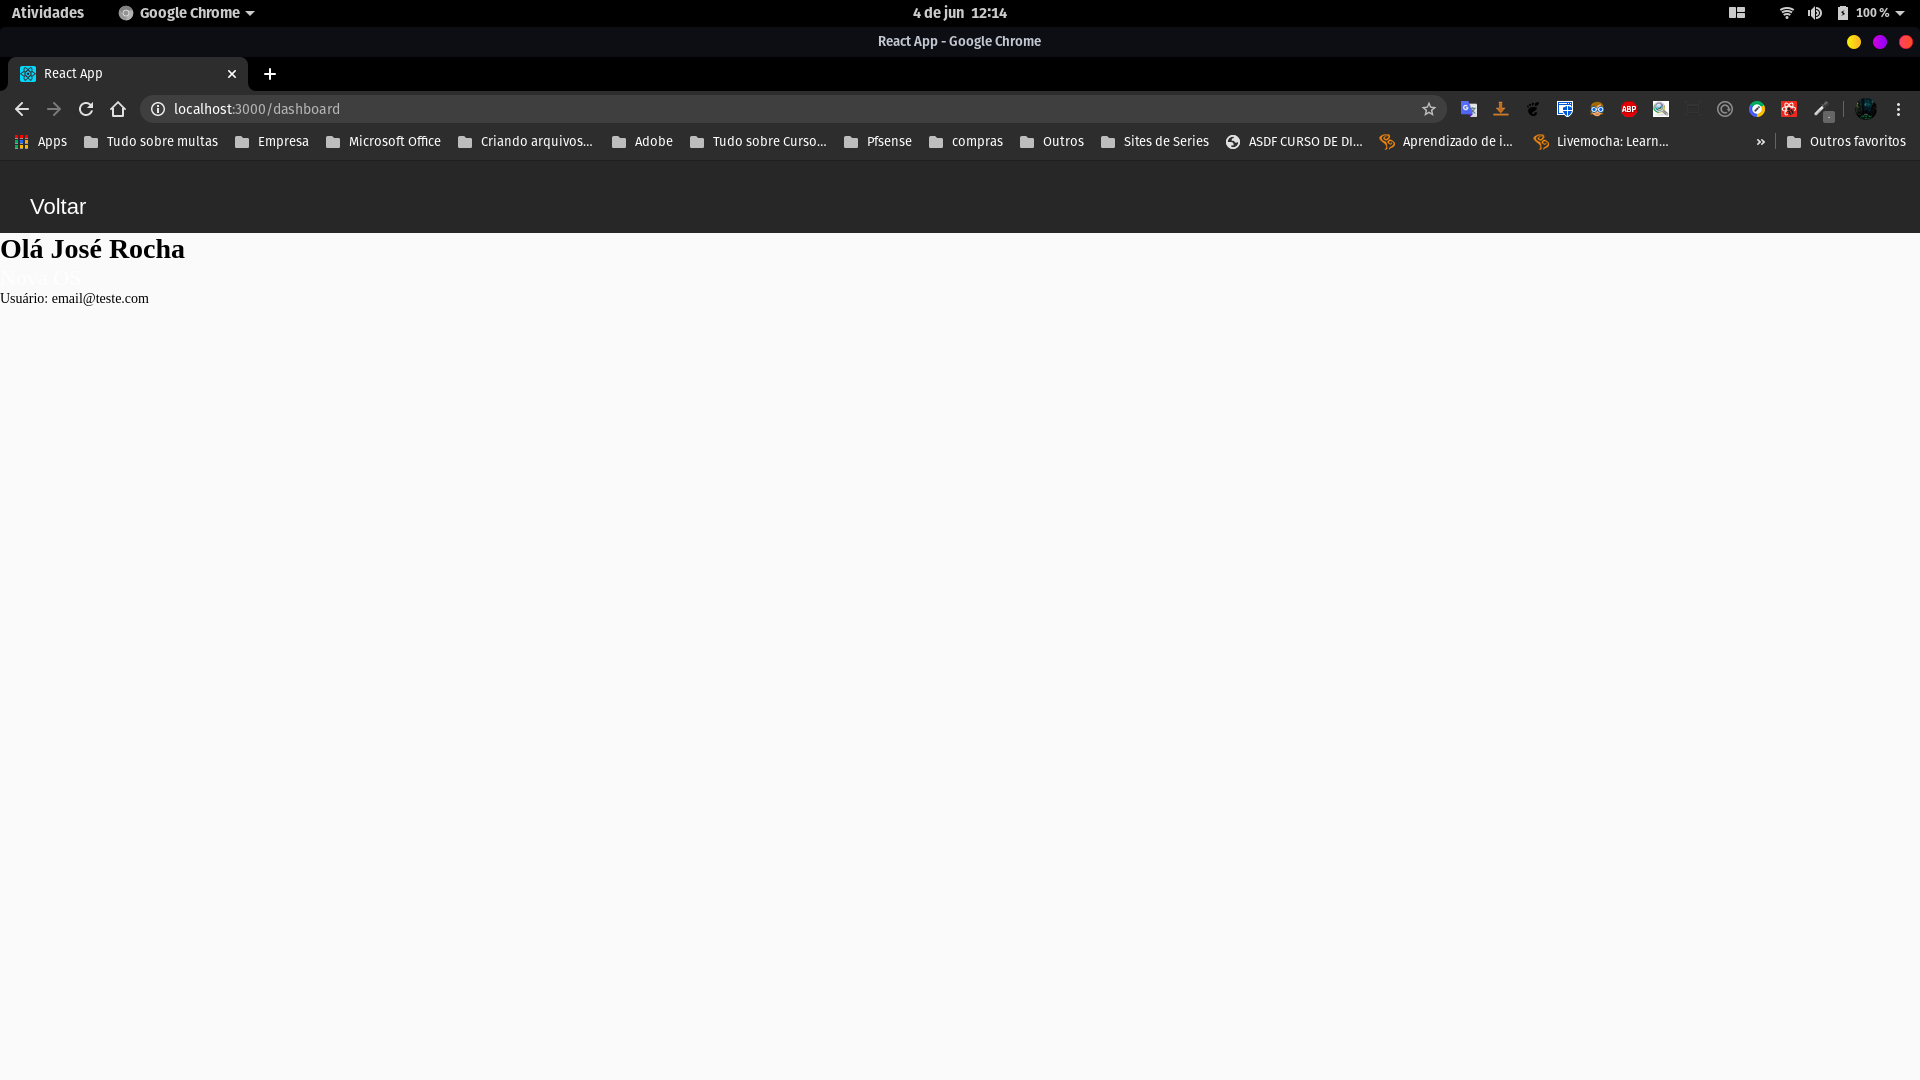 Atividades Google Chrome 4 de jun 12:14 100 %
React App - Google Chrome
React App
localhost:3000/dashboard ABP
Apps Tudo sobre multas Empresa Microsoft Office Criando arquivos... Adobe Tudo sobre Curso... Pfsense compras Outros Sites de Series ASDF CURSO DE DI... Aprendizado de i... Livemocha: Learn... » Outros favoritos
Voltar
Olá José Rocha
Nova OS
Usuário: email@teste.com